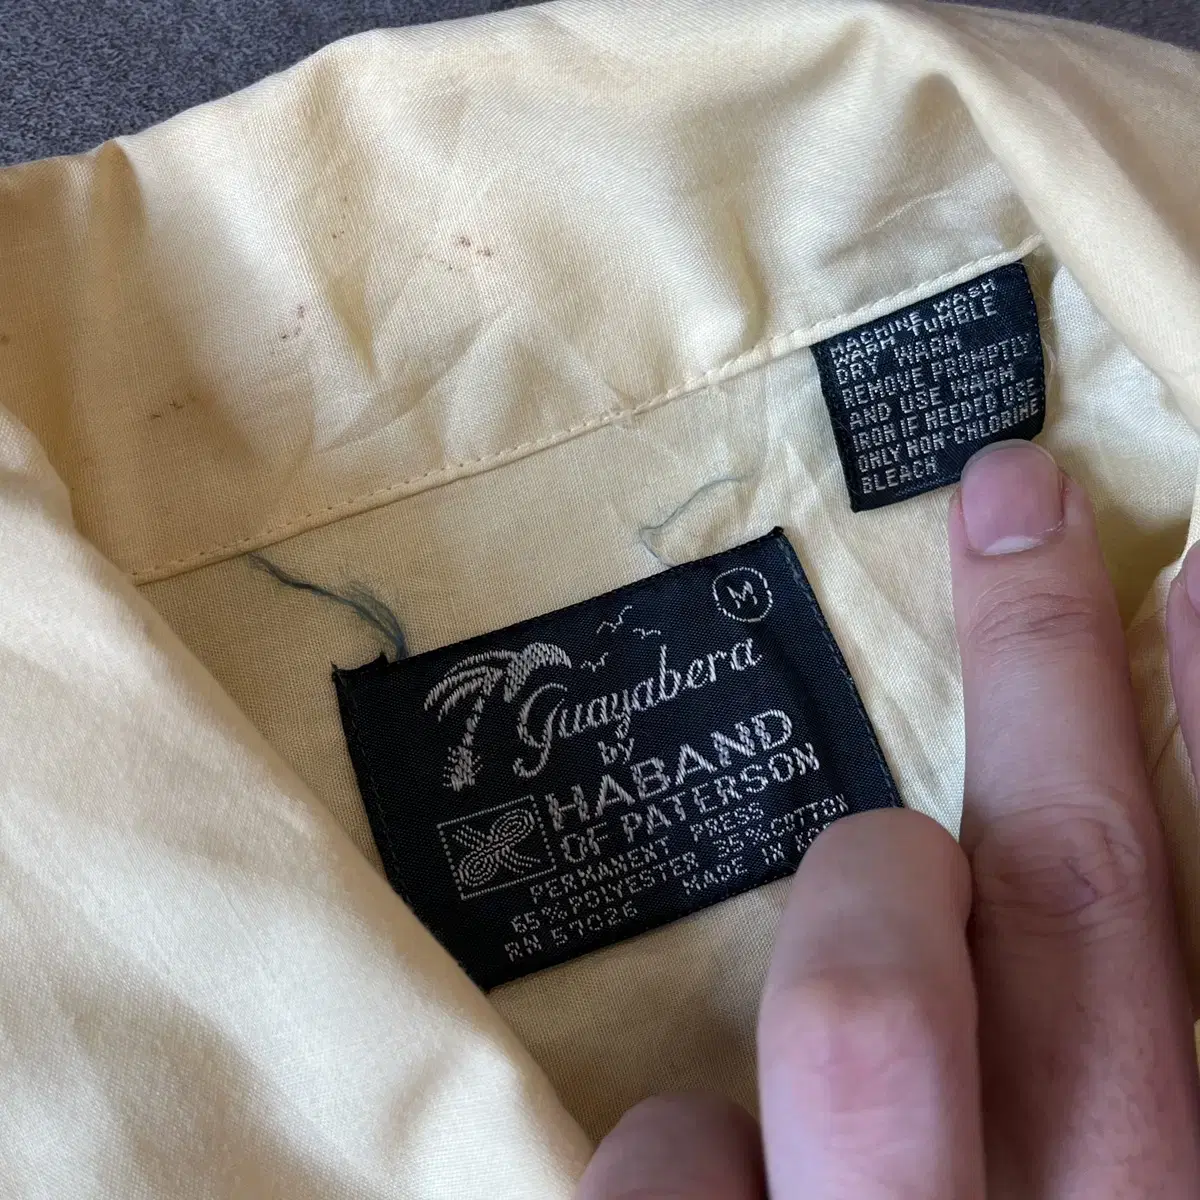 MACHINE WASH
WARM TUMBLE
DRY WARM
REMOVE PROMPTLY
AND USE WARM
IRON IF NEEDED USE
ONLY NON-CHLORINE
BLEACH
M
Guayabera
by
HABAND
OF PATERSON
PERMANENT PRESS
65% POLYESTER 35% COTTON
RN 57026 MADE IN